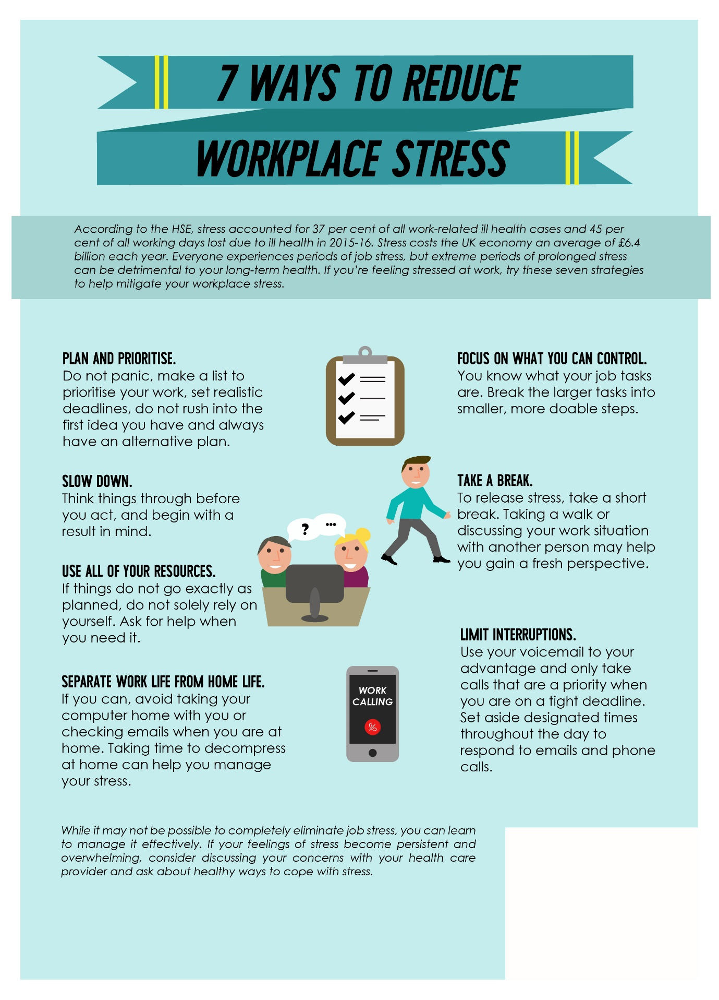 7 WAYS TO REDUCE
WORKPLACE STRESS
According to the HSE, stress accounted for 37 per cent of all work-related ill health cases and 45 per
cent of all working days lost due to ill health in 2015-16. Stress costs the UK economy an average of £6.4
billion each year. Everyone experiences periods of job stress, but extreme periods of prolonged stress
can be detrimental to your long-term health. If you're feeling stressed at work, try these seven strategies
to help mitigate your workplace stress.
PLAN AND PRIORITISE.
Do not panic, make a list to
prioritise your work, set realistic
deadlines, do not rush into the
first idea you have and always
have an alternative plan.
SLOW DOWN.
Think things through before
you act, and begin with a
result in mind.
USE ALL OF YOUR RESOURCES.
If things do not go exactly as
planned, do not solely rely on
yourself. Ask for help when
you need it.
SEPARATE WORK LIFE FROM HOME LIFE.
If you can, avoid taking your
computer home with you or
checking emails when you are at
home. Taking time to decompress
at home can help you manage
your stress.
?
...
WORK
CALLING
FOCUS ON WHAT YOU CAN CONTROL.
You know what your job tasks
are. Break the larger tasks into
smaller, more doable steps.
TAKE A BREAK.
To release stress, take a short
break. Taking a walk or
discussing your work situation
with another person may help
you gain a fresh perspective.
LIMIT INTERRUPTIONS.
Use your voicemail to your
advantage and only take
calls that are a priority when
you are on a tight deadline.
Set aside designated times
throughout the day to
respond to emails and phone
calls.
While it may not be possible to completely eliminate job stress, you can learn
to manage it effectively. If your feelings of stress become persistent and
overwhelming, consider discussing your concerns with your health care
provider and ask about healthy ways to cope with stress.